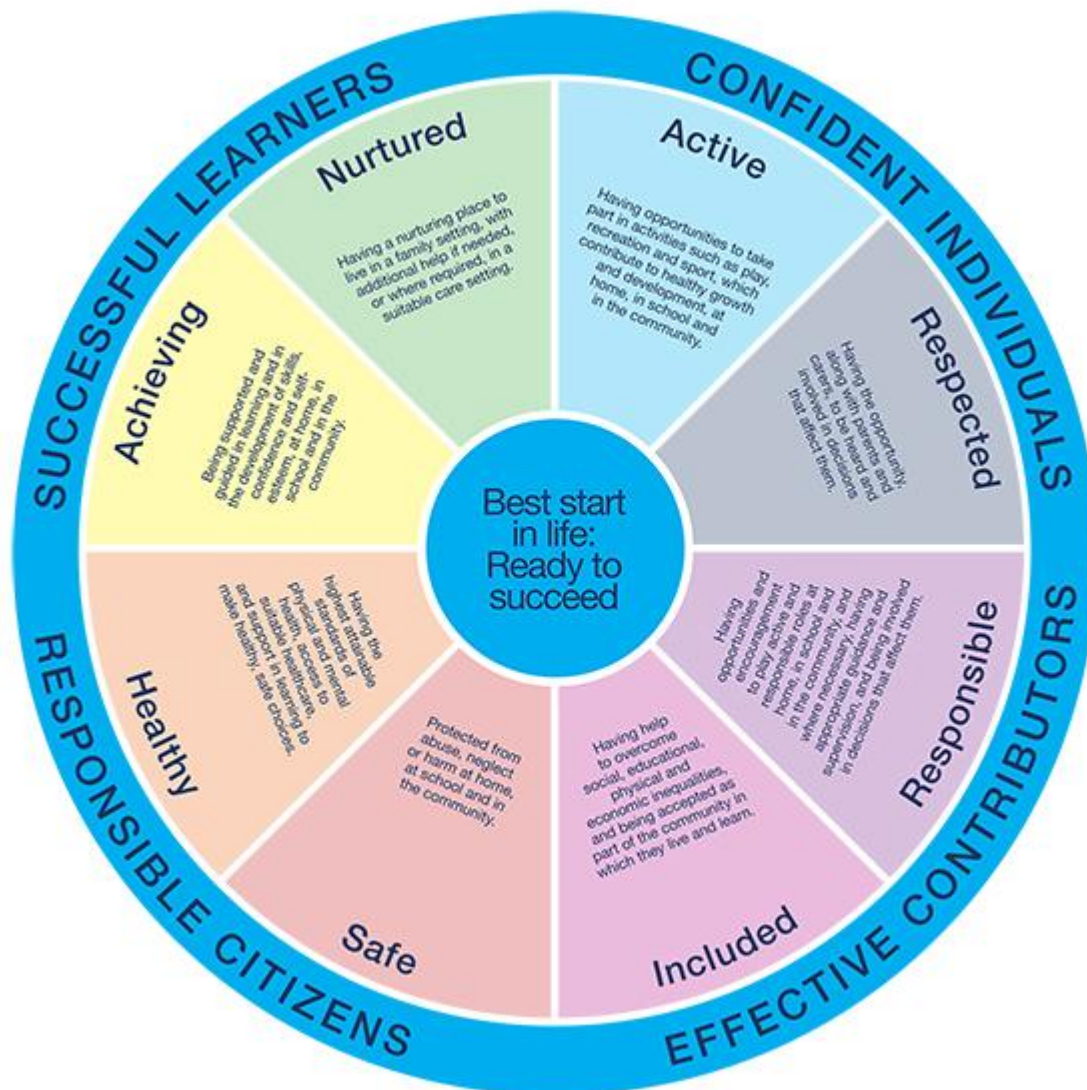 SUCCESSFUL LEARNERS
CONFIDENT INDIVIDUALS
Nurtured
Having a nurturing place to
live in a family setting, with
additional help if needed,
or where required, in a
suitable care setting.
Active
Having opportunities to take
part in activities such as play,
recreation and sport, which
contribute to healthy growth
and development, at
home, in school and
in the community.
Respected
Having the opportunity,
along with parents and
carers, to be heard and
involved in decisions
that affect them.
Responsible
Having
opportunities and
encouragement
to play active and
responsible roles at
home, in school and
in the community, and
where necessary, having
appropriate guidance and
supervision, and being involved
in decisions that affect them.
Included
Having help
to overcome
social, educational,
physical and
economic inequalities,
and being accepted as
part of the community in
which they live and learn.
Safe
Protected from
abuse, neglect
or harm at home,
at school and in
the community.
Healthy
Having the
highest attainable
standards of
physical and mental
health, access to
suitable healthcare,
and support in learning to
make healthy, safe choices.
Achieving
Being supported and
guided in learning and in
the development of skills,
confidence and self-
esteem, at home, in
school and in the
community.
Best start
in life:
Ready to
succeed
RESPONSIBLE CITIZENS
EFFECTIVE CONTRIBUTORS